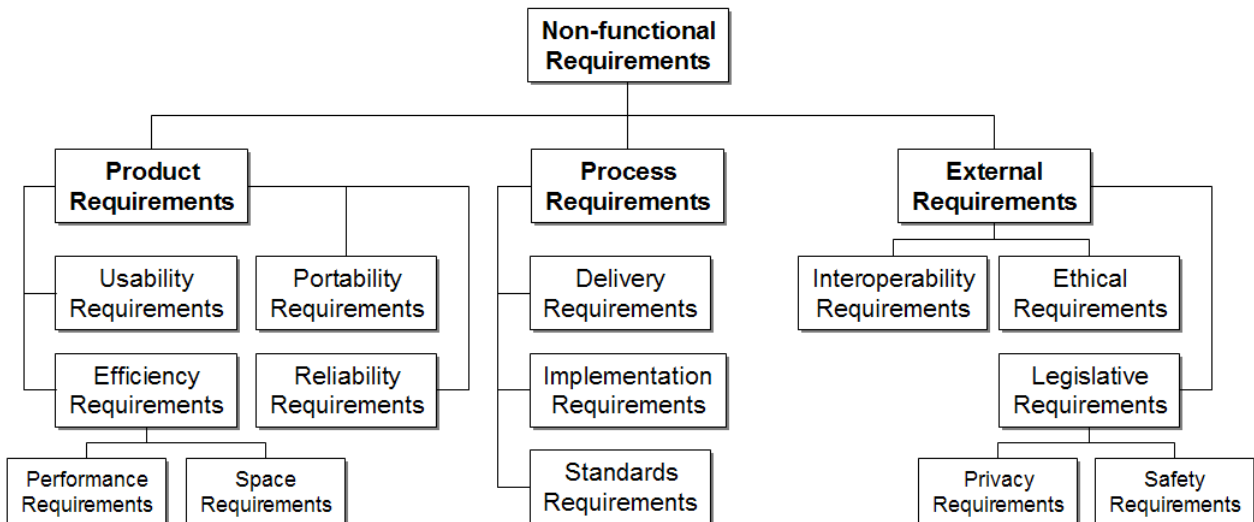 Non-functional
Requirements
Product
Requirements
Process
Requirements
External
Requirements
Usability
Requirements
Portability
Requirements
Delivery
Requirements
Interoperability
Requirements
Ethical
Requirements
Efficiency
Requirements
Reliability
Requirements
Implementation
Requirements
Legislative
Requirements
Performance
Requirements
Space
Requirements
Standards
Requirements
Privacy
Requirements
Safety
Requirements